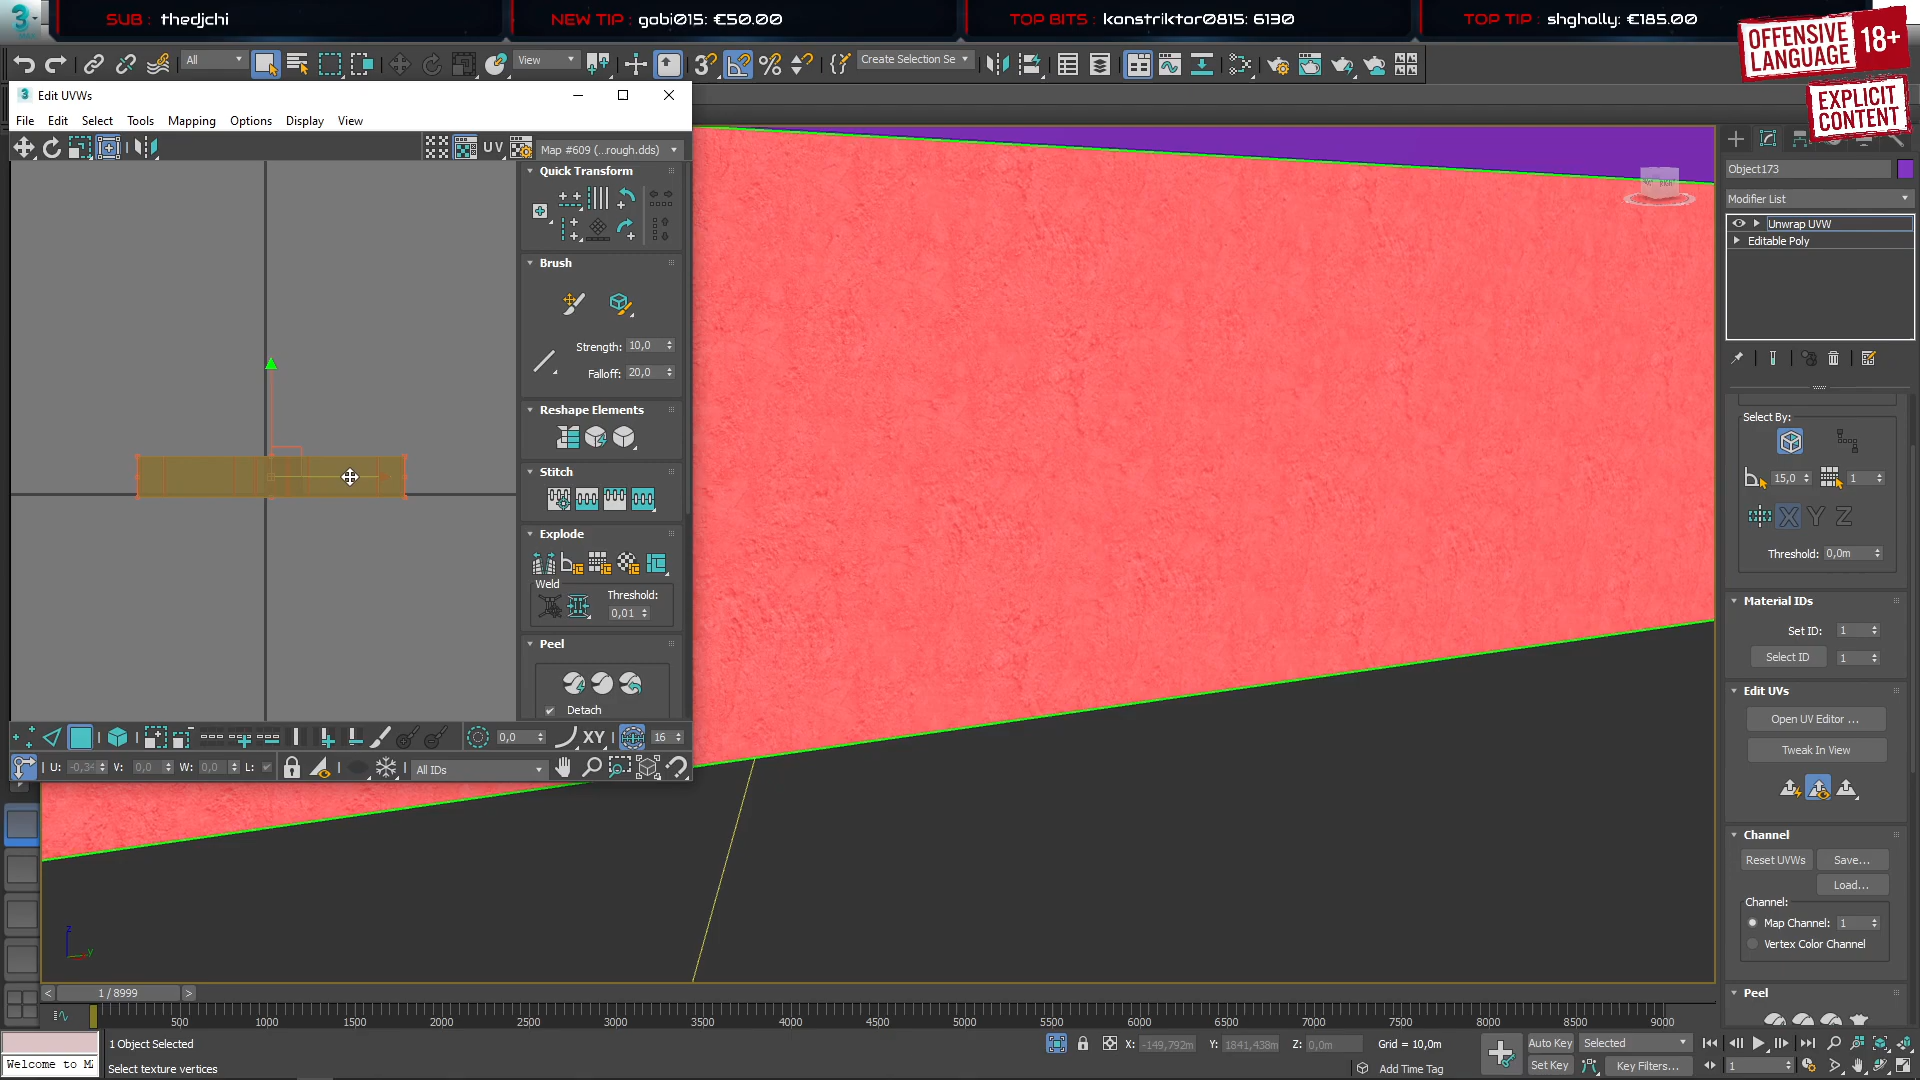 SUB : thedjchi
NEW TIP : gabi015: €50.00
TOP BITS : konstriktor0815: 6130
TOP TIP : shgholly: €185.00
OFFENSIVE LANGUAGE 18+
EXPLICIT CONTENT
All
View
Create Selection Se
Edit UVWs
File Edit Select Tools Mapping Options Display View
UV
Map #609 (...rough.dds)
Quick Transform
Brush
Strength: 10,0
Falloff: 20,0
Reshape Elements
Stitch
Explode
Weld
Threshold:
0,01
Peel
Detach
0,0
XY
16
U: -0,34 V: 0,0 W: 0,0 L:
All IDs
Object173
Modifier List
Unwrap UVW
Editable Poly
Select By:
15,0
1
X Y Z
Threshold: 0,0m
Material IDs
Set ID: 1
Select ID 1
Edit UVs
Open UV Editor ...
Tweak In View
Channel
Reset UVWs Save...
Load...
Channel:
Map Channel: 1
Vertex Color Channel
Peel
z
y
< 1 / 8999 >
500 1000 1500 2000 2500 3000 3500 4000 4500 5000 5500 6000 6500 7000 7500 8000 8500 9000
1 Object Selected
X: -149,792m Y: 1841,438m Z: 0,0m Grid = 10,0m
Auto Key Selected
Welcome to M
Select texture vertices
Add Time Tag
Set Key Key Filters...
1